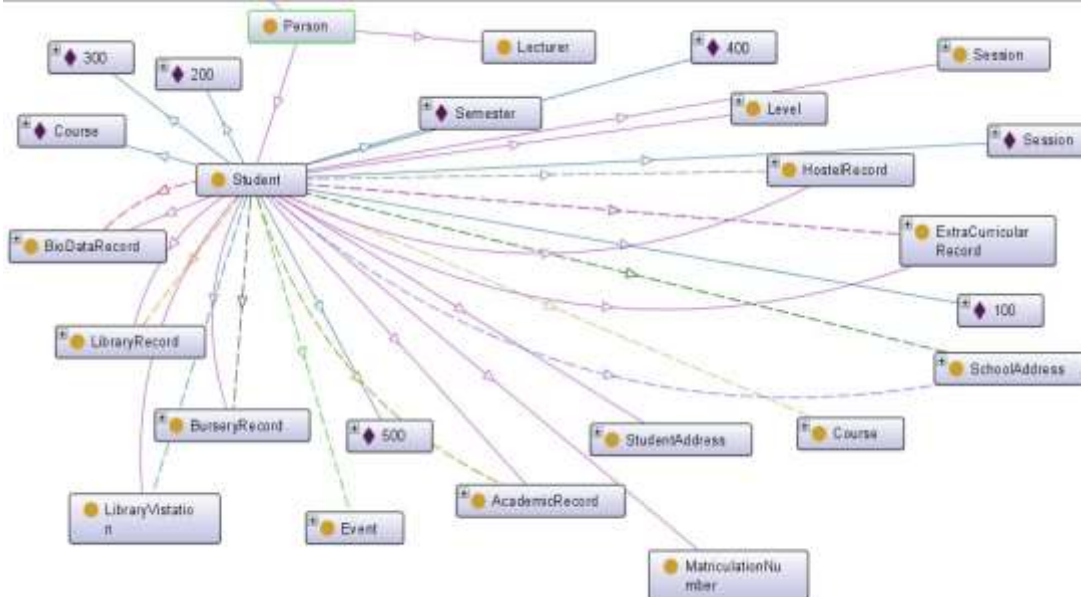 Person
Lecturer
300
200
400
Session
Semester
Level
Course
Session
Student
HostelRecord
BioDataRecord
ExtraCurricular
Record
100
LibraryRecord
SchoolAddress
BurseryRecord
500
StudentAddress
Course
LibraryVistatio
n
AcademicRecord
Event
MatriculationNu
mber